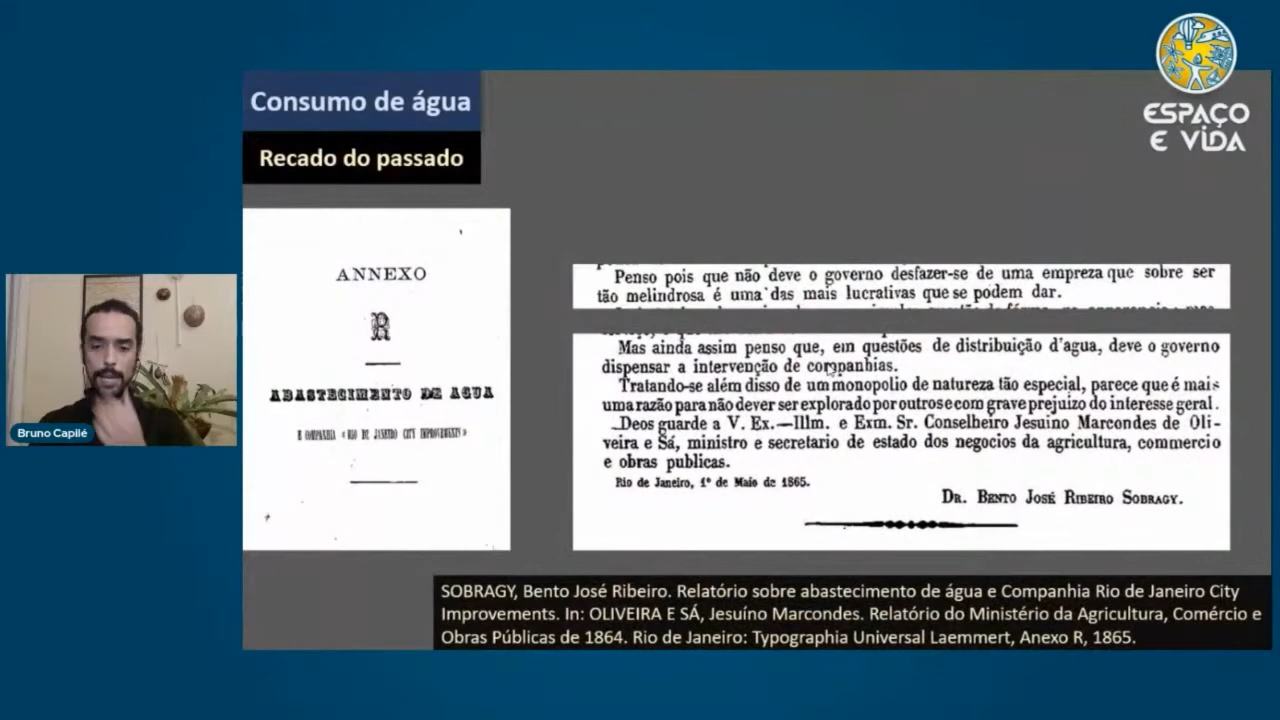 ESPAÇO
E VIDA
Consumo de água
Recado do passado
ANNEXO
R
ABASTECIMENTO DE AGUA
E COMPANHIA « RIO DE JANEIRO CITY IMPROVEMENTS »
Penso pois que não deve o governo desfazer-se de uma empreza que sobre ser
tão melindrosa é uma das mais lucrativas que se podem dar.
Mas ainda assim penso que, em questões de distribuição d'agua, deve o governo
dispensar a intervenção de companhias.
Tratando-se além disso de um monopolio de natureza tão especial, parece que é mais
uma razão para não dever ser explorado por outros e com grave prejuizo do interesse geral.
Deos guarde a V. Ex.—Illm. e Exm. Sr. Conselheiro Jesuino Marcondes de Oli-
veira e Sá, ministro e secretario de estado dos negocios da agricultura, commercio
e obras publicas.
Rio de Janeiro, 1º de Maio de 1865.
DR. BENTO JOSÉ RIBEIRO SOBRAGY.
Bruno Capilé
SOBRAGY, Bento José Ribeiro. Relatório sobre abastecimento de água e Companhia Rio de Janeiro City
Improvements. In: OLIVEIRA E SÁ, Jesuíno Marcondes. Relatório do Ministério da Agricultura, Comércio e
Obras Públicas de 1864. Rio de Janeiro: Typographia Universal Laemmert, Anexo R, 1865.